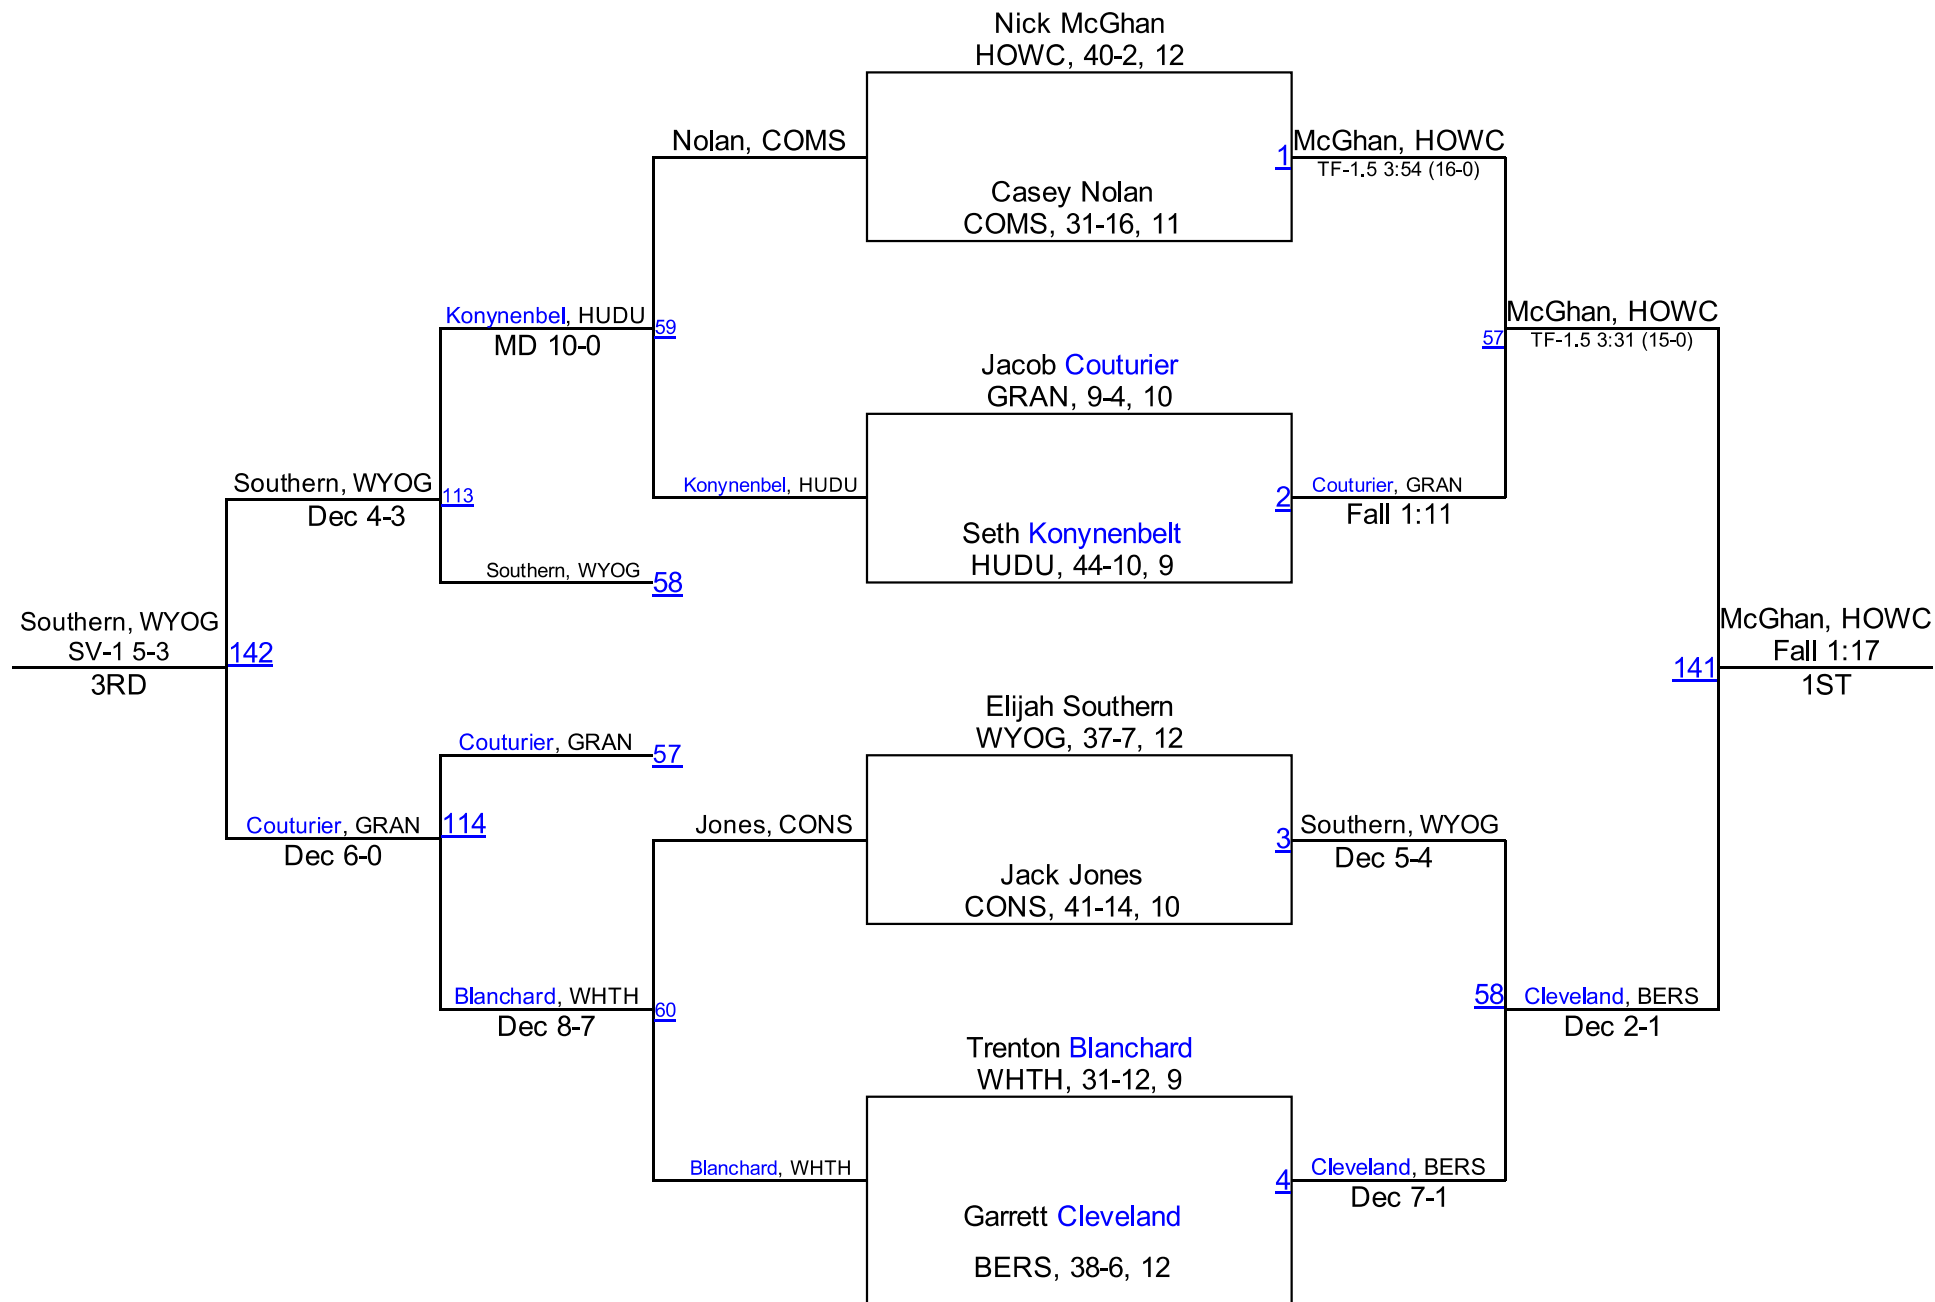 Nick McGhan
HOWC, 40-2, 12
Nolan, COMS
1
McGhan, HOWC
TF-1.5 3:54 (16-0)
Casey Nolan
COMS, 31-16, 11
Konynenbel, HUDU
59
MD 10-0
McGhan, HOWC
57
TF-1.5 3:31 (15-0)
Jacob Couturier
GRAN, 9-4, 10
Southern, WYOG
113
Dec 4-3
Konynenbel, HUDU
2
Couturier, GRAN
Fall 1:11
Seth Konynenbelt
HUDU, 44-10, 9
Southern, WYOG
58
Southern, WYOG
SV-1 5-3
142
3RD
McGhan, HOWC
Fall 1:17
141
1ST
Elijah Southern
WYOG, 37-7, 12
Couturier, GRAN
57
Couturier, GRAN
114
Dec 6-0
Jones, CONS
3
Southern, WYOG
Dec 5-4
Jack Jones
CONS, 41-14, 10
Blanchard, WHTH
60
Dec 8-7
58
Cleveland, BERS
Dec 2-1
Trenton Blanchard
WHTH, 31-12, 9
Blanchard, WHTH
4
Cleveland, BERS
Dec 7-1
Garrett Cleveland
BERS, 38-6, 12